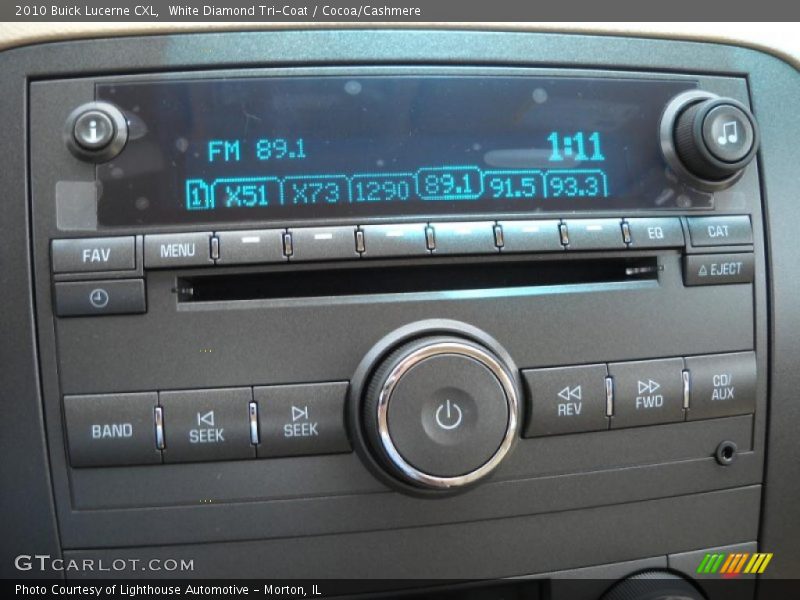 2010 Buick Lucerne CXL, White Diamond Tri-Coat / Cocoa/Cashmere
i
FM 89.1 1:11
1 X51 X73 1290 89.1 91.5 93.3
FAV MENU EQ CAT
EJECT
BAND SEEK SEEK REV FWD CD/
AUX
GTCARLOT.COM
Photo Courtesy of Lighthouse Automotive - Morton, IL